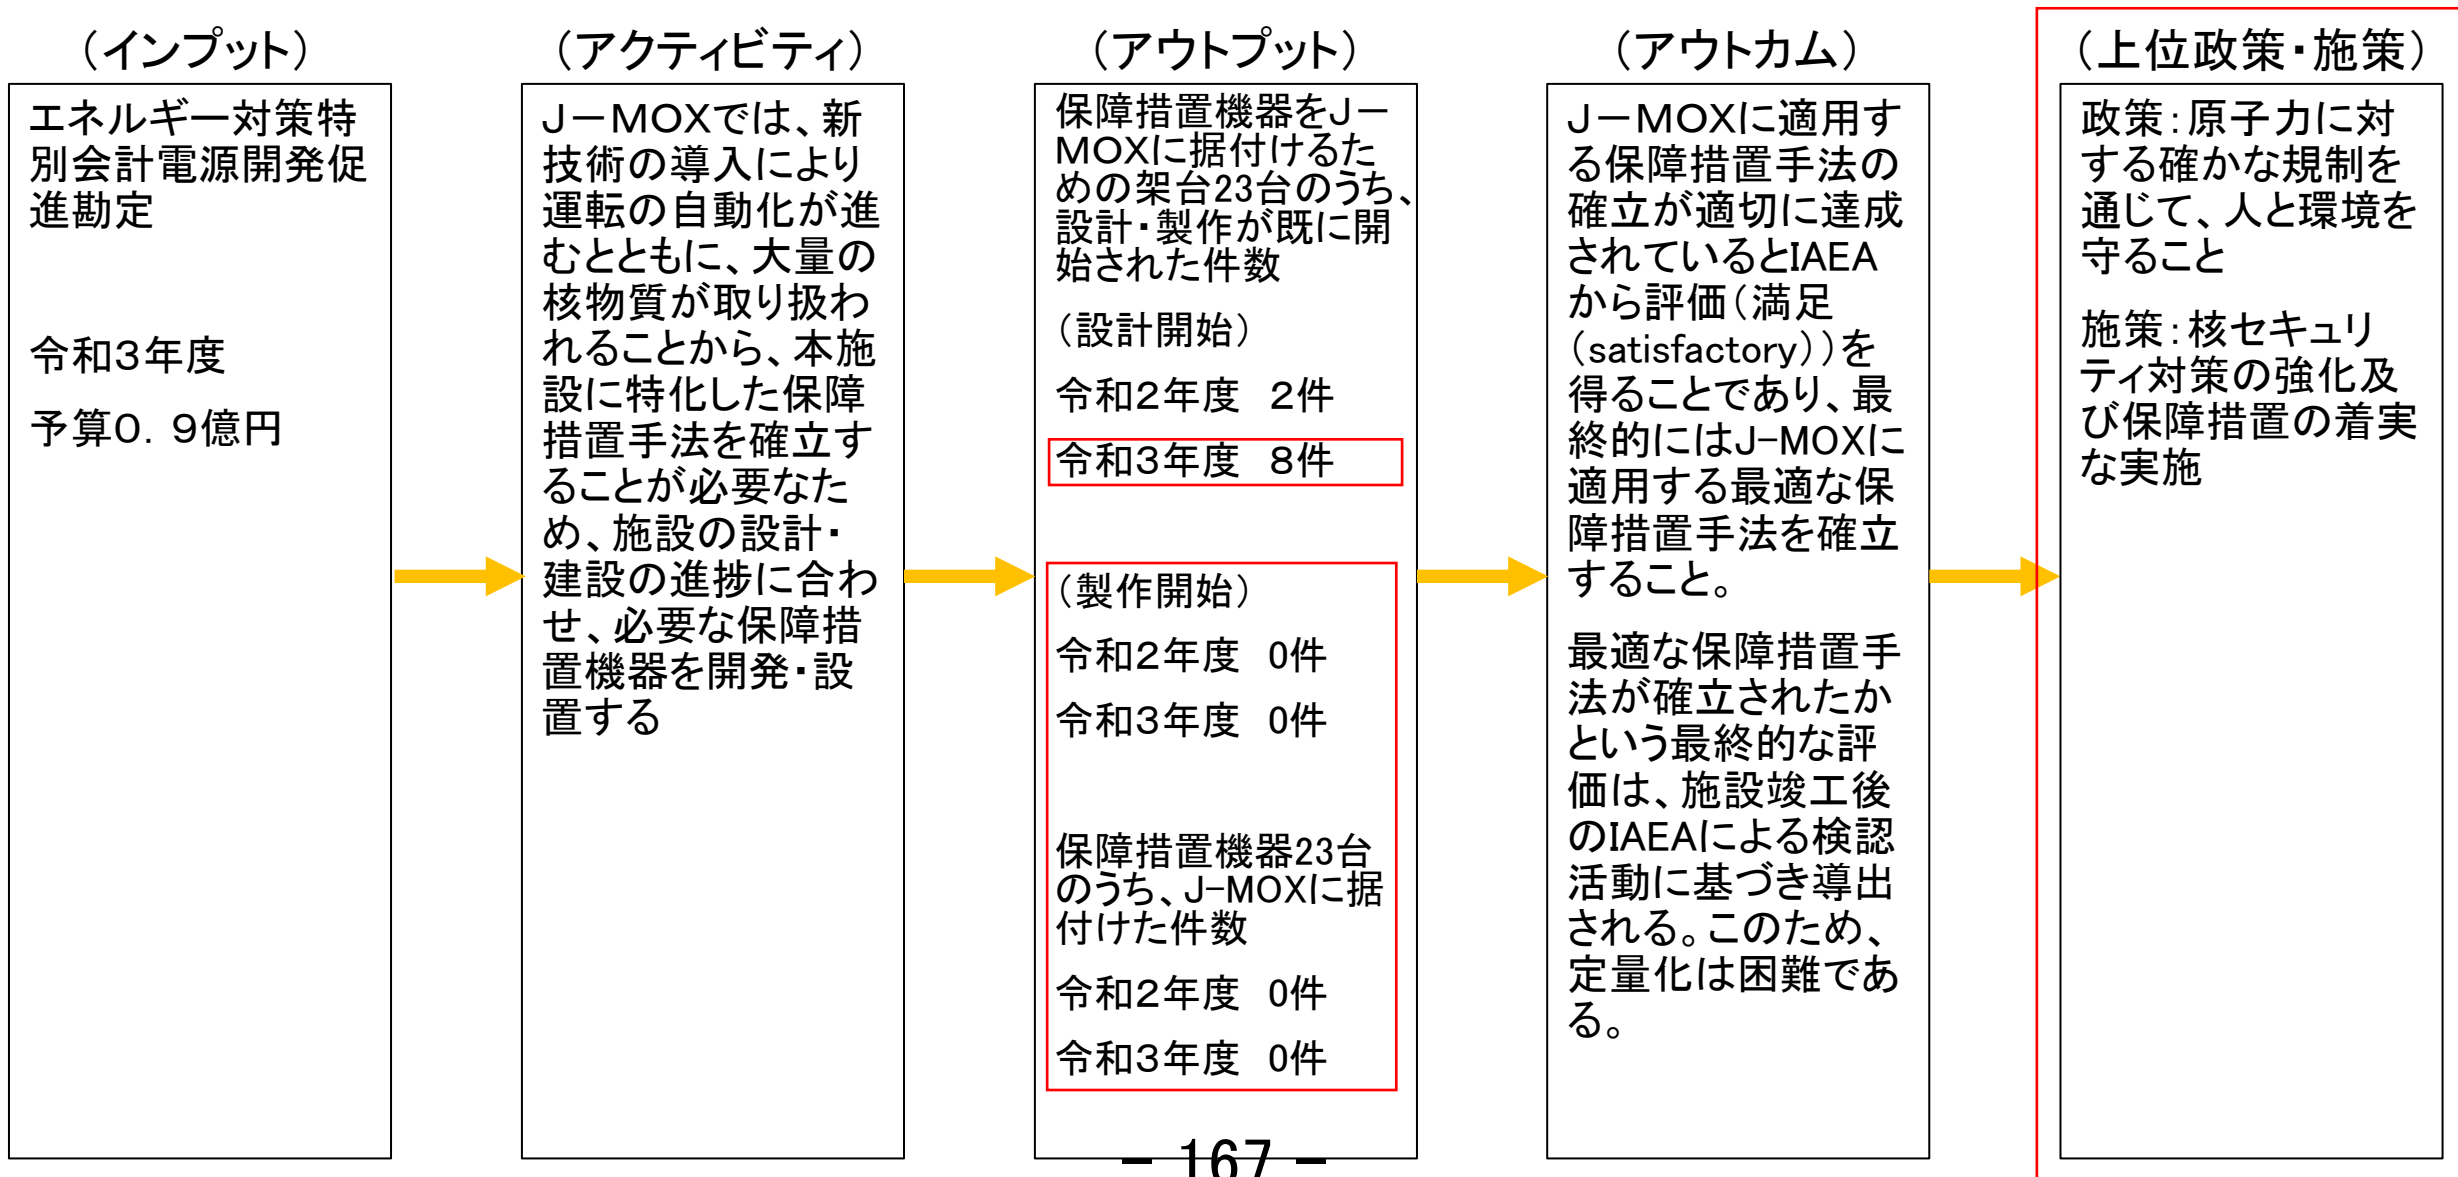 （インプット）
エネルギー対策特
別会計電源開発促
進勘定
令和３年度
予算０．９億円
（アクティビティ）
Ｊ－ＭＯＸでは、新
技術の導入により
運転の自動化が進
むとともに、大量の
核物質が取り扱わ
れることから、本施
設に特化した保障
措置手法を確立す
ることが必要なた
め、施設の設計・
建設の進捗に合わ
せ、必要な保障措
置機器を開発・設
置する
（アウトプット）
保障措置機器をＪ－
ＭＯＸに据付けるた
めの架台23台のうち、
設計・製作が既に開
始された件数
（設計開始）
令和２年度　２件
令和３年度　８件
（製作開始）
令和２年度　0件
令和３年度　0件
保障措置機器23台
のうち、J-MOXに据
付けた件数
令和２年度　0件
令和３年度　0件
（アウトカム）
Ｊ－ＭＯＸに適用す
る保障措置手法の
確立が適切に達成
されているとIAEA
から評価（満足
（satisfactory））を
得ることであり、最
終的にはJ-MOXに
適用する最適な保
障措置手法を確立
すること。
最適な保障措置手
法が確立されたか
という最終的な評
価は、施設竣工後
のIAEAによる検認
活動に基づき導出
される。このため、
定量化は困難であ
る。
（上位政策・施策）
政策：原子力に対
する確かな規制を
通じて、人と環境を
守ること
施策：核セキュリ
ティ対策の強化及
び保障措置の着実
な実施
－ 167 －